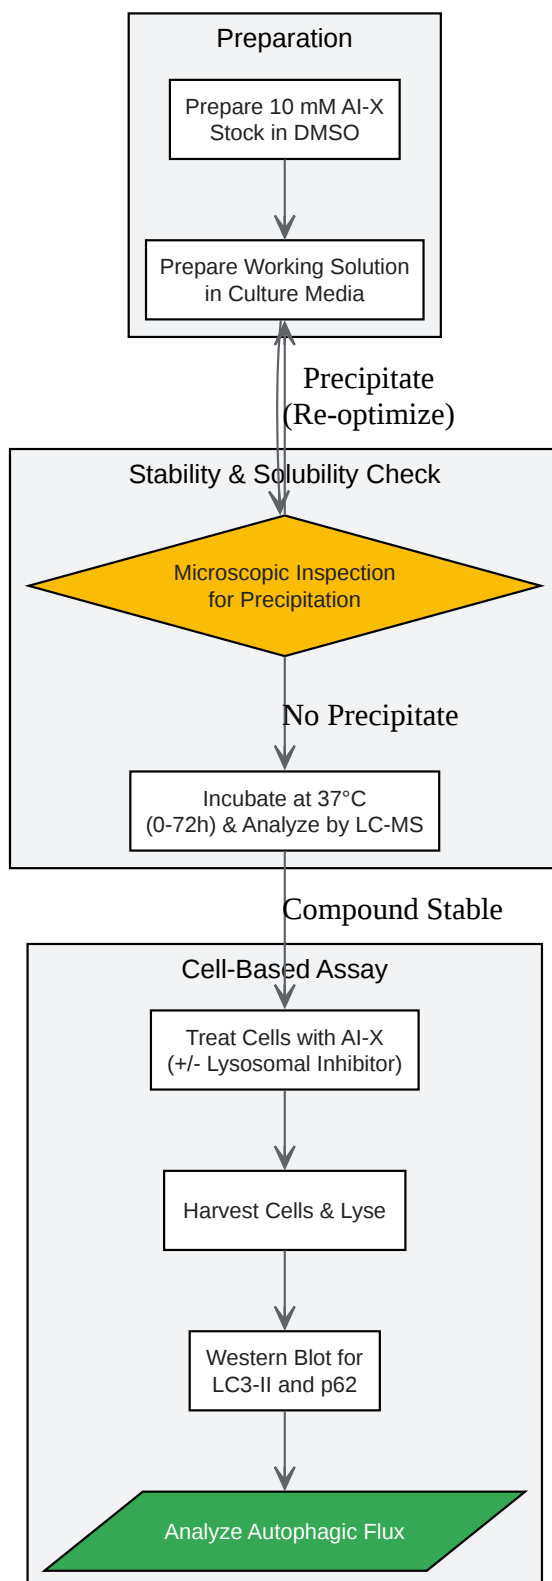 Preparation
Prepare 10 mM AI-X
Stock in DMSO
Prepare Working Solution
in Culture Media
Precipitate
(Re-optimize)
Stability & Solubility Check
Microscopic Inspection
for Precipitation
No Precipitate
Incubate at 37°C
(0-72h) & Analyze by LC-MS
Compound Stable
Cell-Based Assay
Treat Cells with AI-X
(+/- Lysosomal Inhibitor)
Harvest Cells & Lyse
Western Blot for
LC3-II and p62
Analyze Autophagic Flux